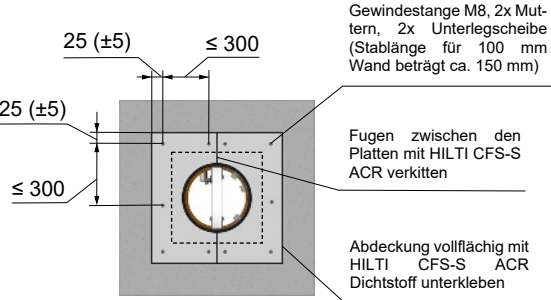 Gewindestange M8, 2x Mut-
tern, 2x Unterlegscheibe
(Stablänge für 100 mm
Wand beträgt ca. 150 mm)
25 (±5)
≤ 300
25 (±5)
≤ 300
Fugen zwischen den
Platten mit HILTI CFS-S
ACR verkitten
Abdeckung vollflächig mit
HILTI CFS-S ACR
Dichtstoff unterkleben